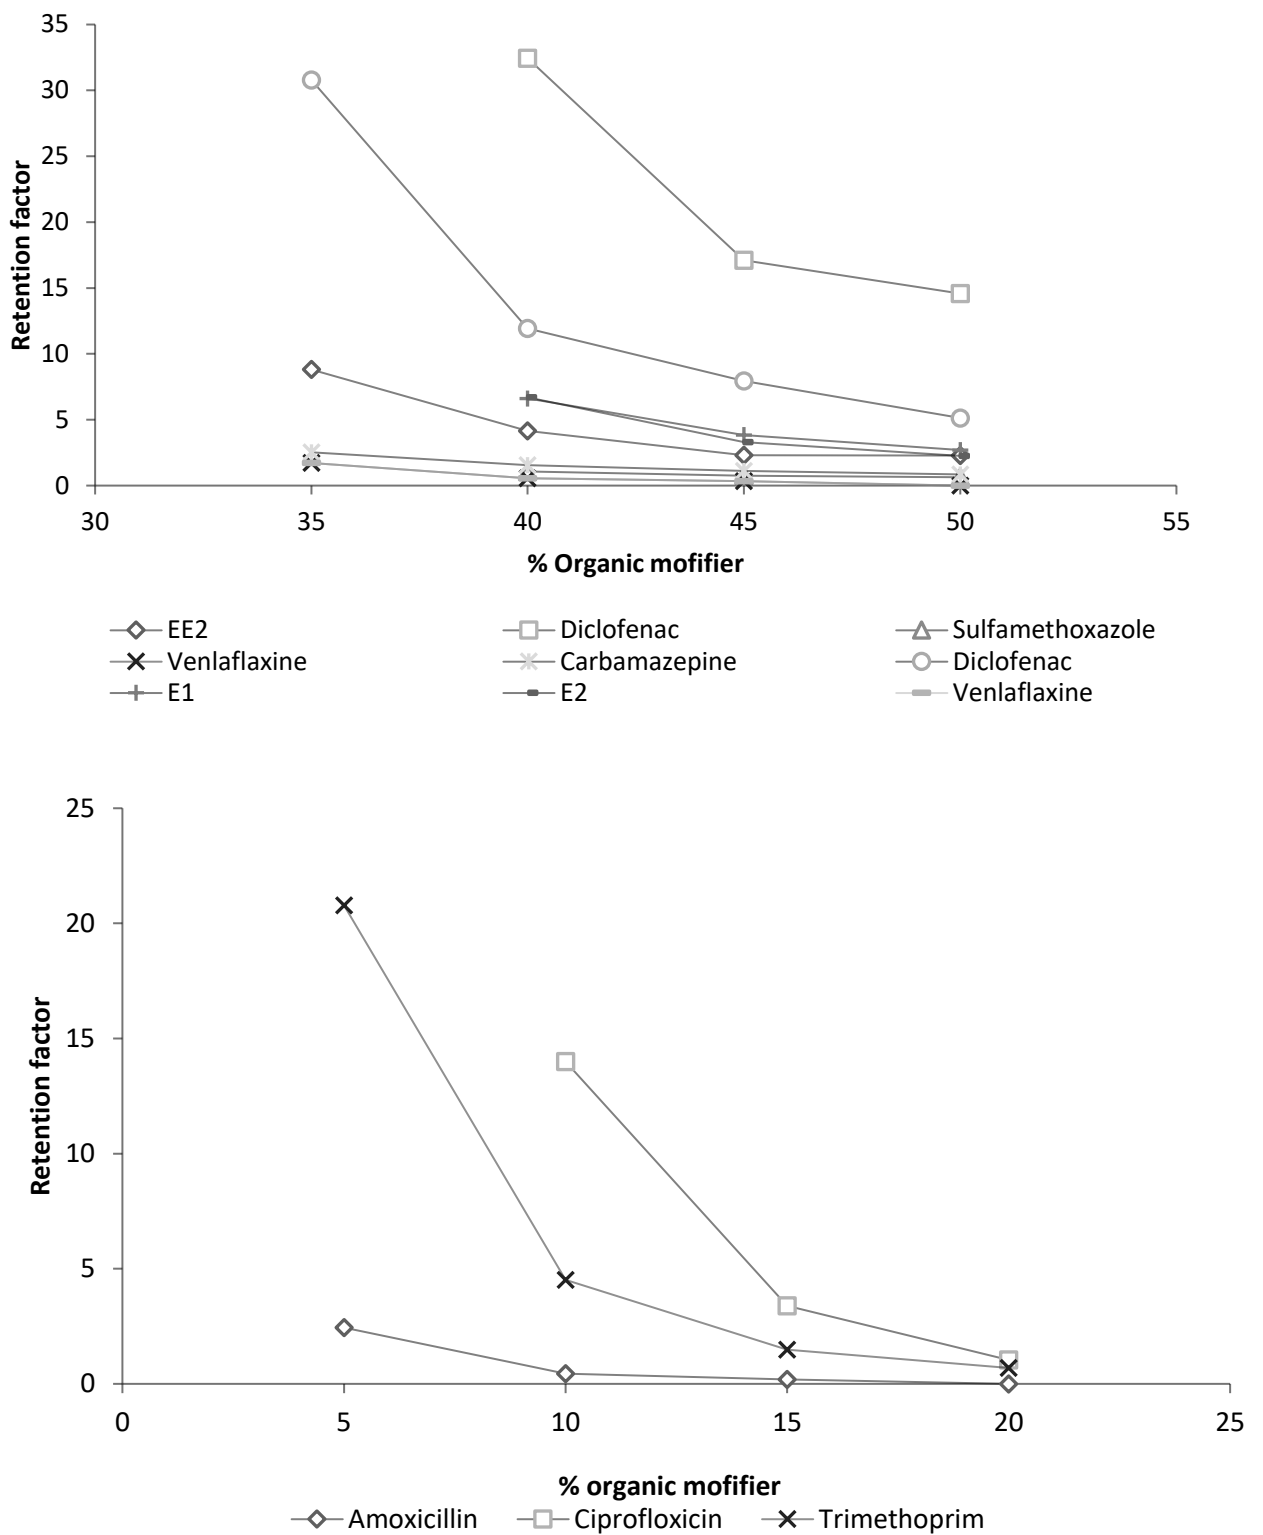 35
30
25
20
15
10
5
0
Retention factor
30 35 40 45 50 55
% Organic mofifier
EE2 Diclofenac Sulfamethoxazole
Venlaflaxine Carbamazepine Diclofenac
E1 E2 Venlaflaxine
25
20
15
10
5
0
Retention factor
0 5 10 15 20 25
% organic mofifier
Amoxicillin Ciprofloxicin Trimethoprim